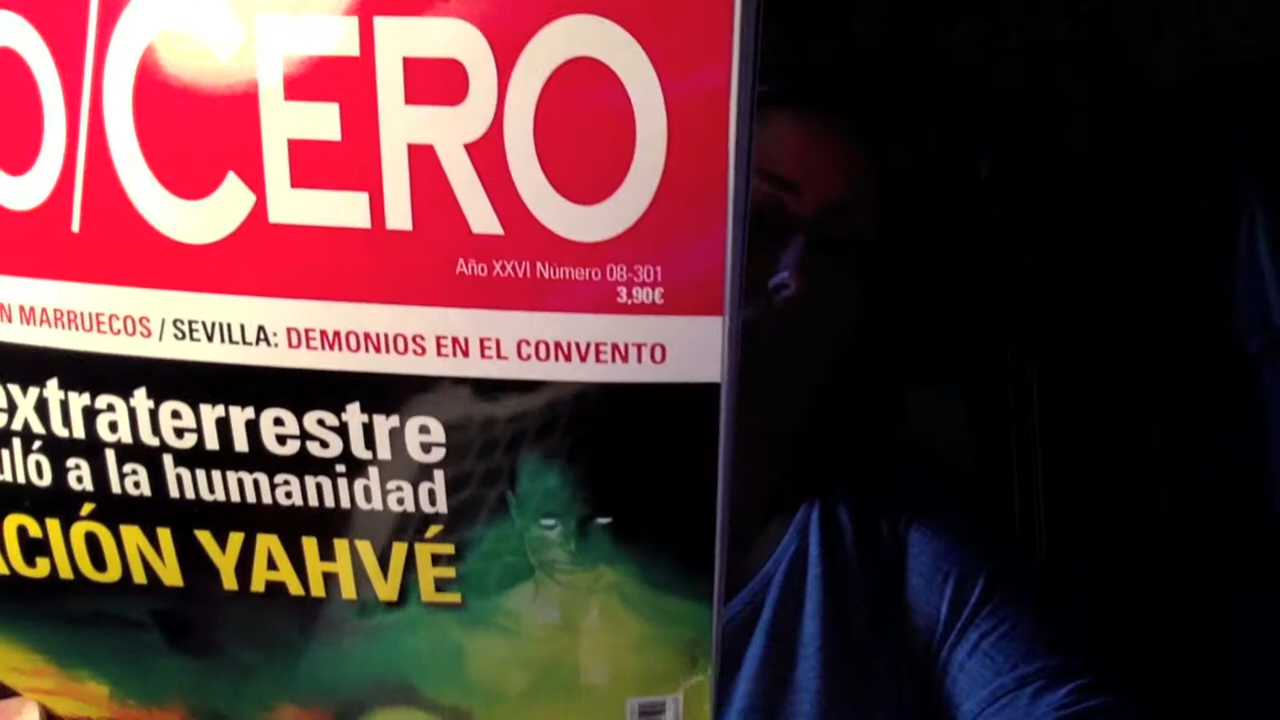 O/CERO
Año XXVI Número 08-301
3,90€
N MARRUECOS / SEVILLA: DEMONIOS EN EL CONVENTO
extraterrestre
uló a la humanidad
ACIÓN YAHVÉ